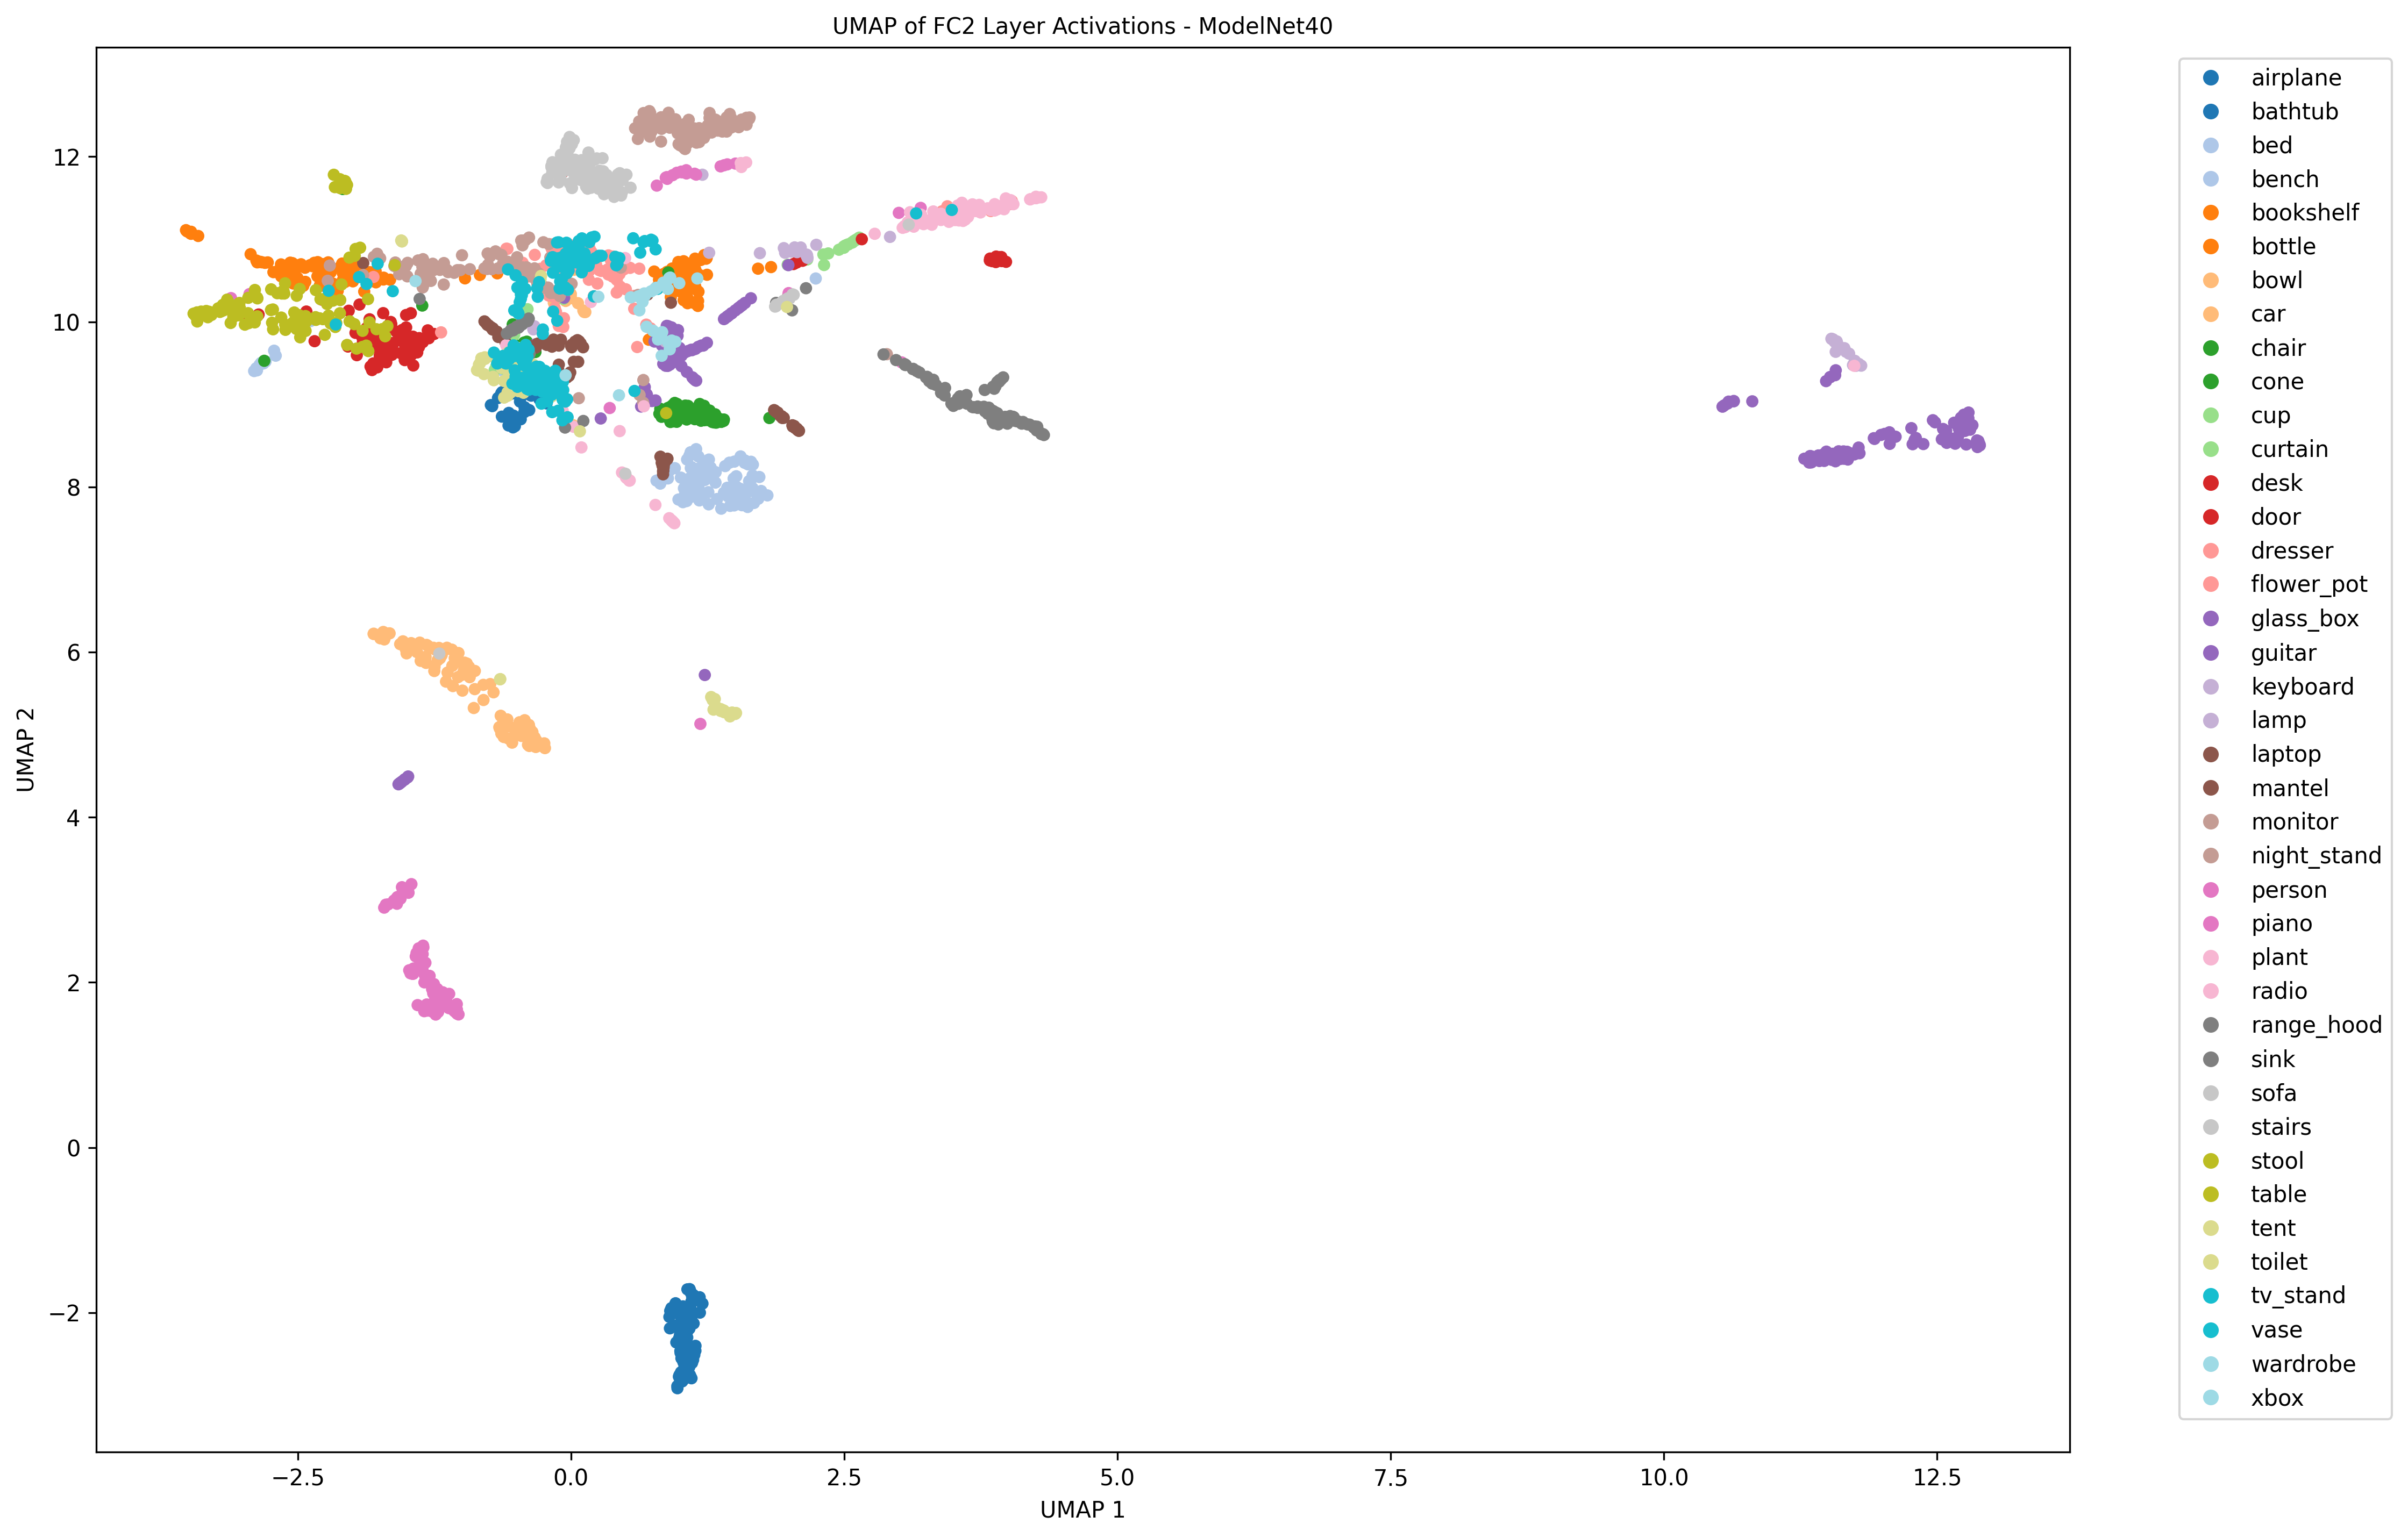 UMAP of FC2 Layer Activations - ModelNet40
12
10
8
6
4
2
0
−2
UMAP 2
−2.5
0.0
2.5
5.0
7.5
10.0
12.5
UMAP 1
airplane
bathtub
bed
bench
bookshelf
bottle
bowl
car
chair
cone
cup
curtain
desk
door
dresser
flower_pot
glass_box
guitar
keyboard
lamp
laptop
mantel
monitor
night_stand
person
piano
plant
radio
range_hood
sink
sofa
stairs
stool
table
tent
toilet
tv_stand
vase
wardrobe
xbox